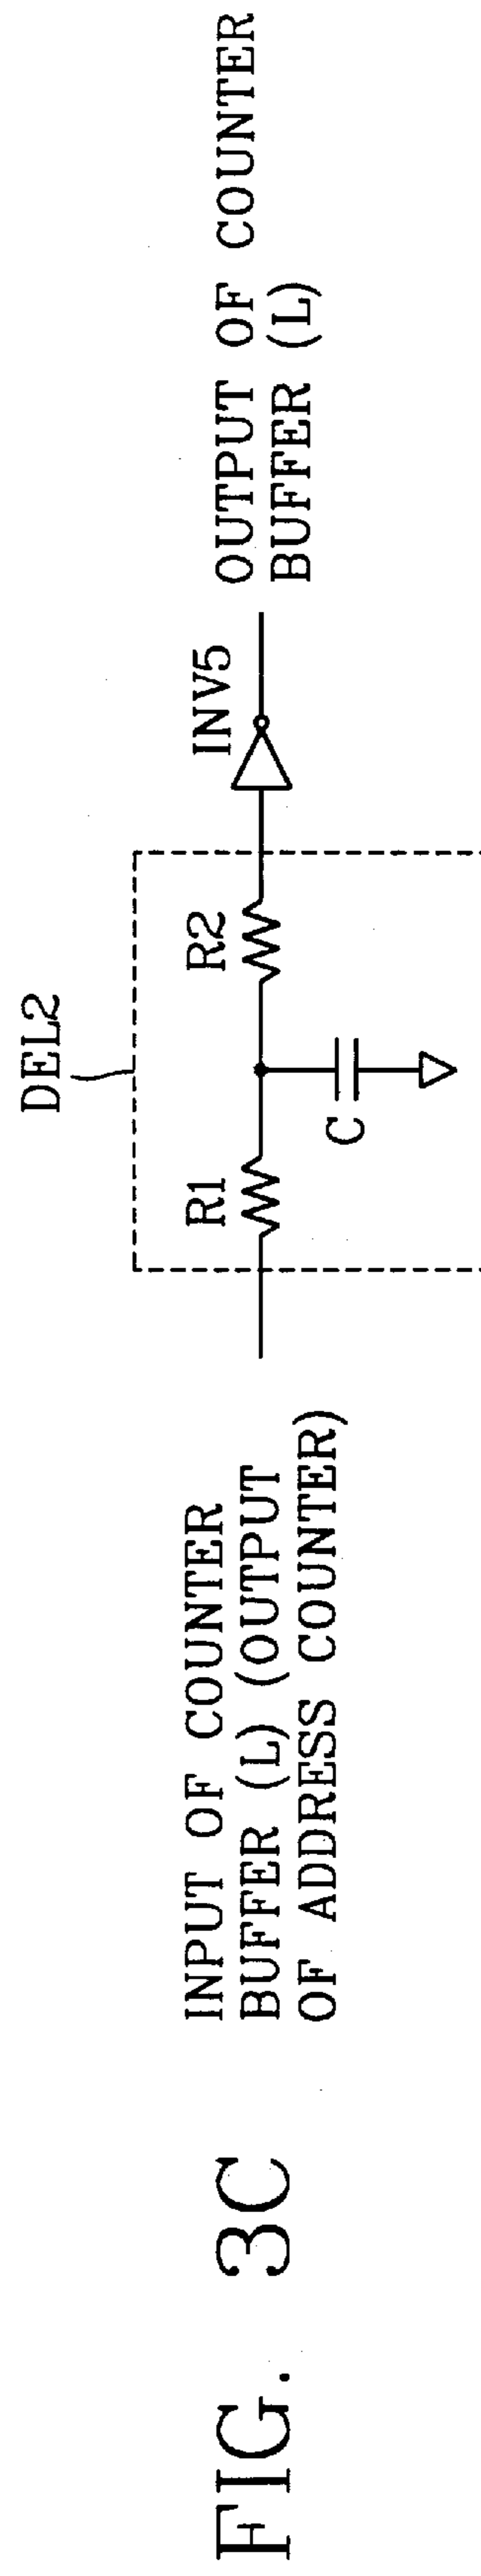 FIG. 3C
INPUT OF COUNTER
BUFFER (L) (OUTPUT
OF ADDRESS COUNTER)
DEL2
R1
R2
C
INV5
OUTPUT OF COUNTER
BUFFER (L)